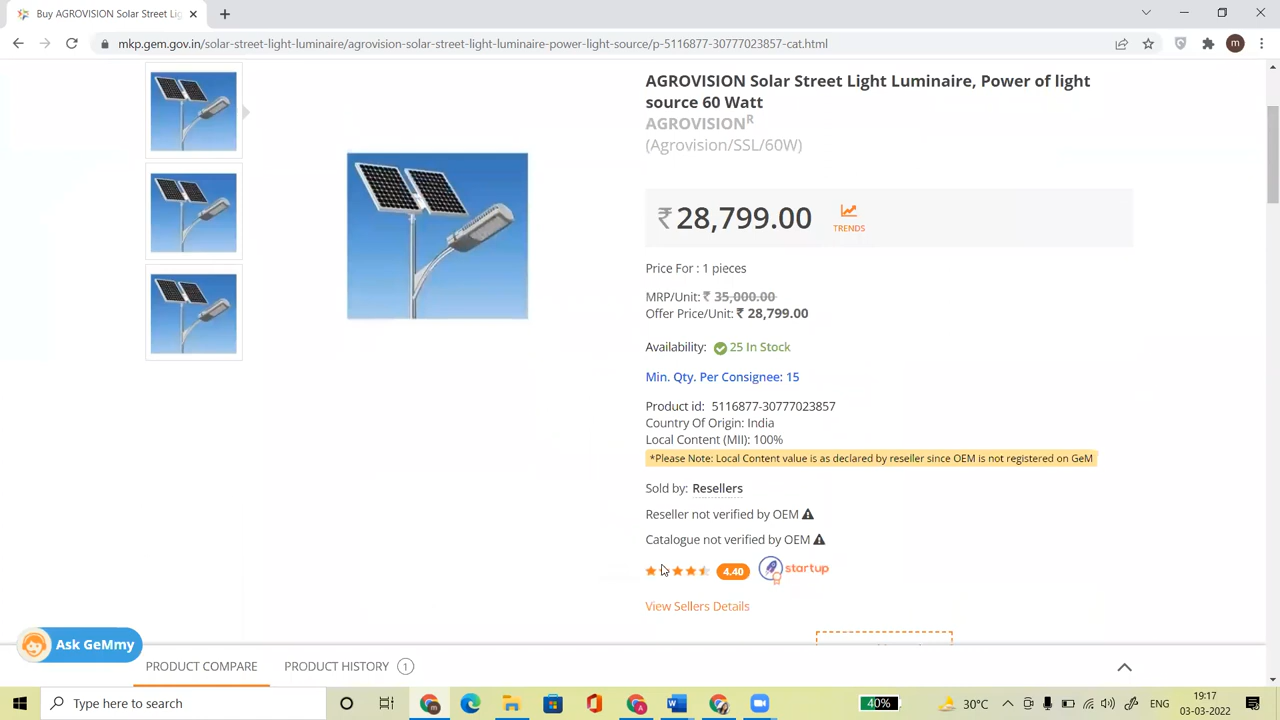 Buy AGROVISION Solar Street Lig
mkp.gem.gov.in/solar-street-light-luminaire/agrovision-solar-street-light-luminaire-power-light-source/p-5116877-30777023857-cat.html
m
AGROVISION Solar Street Light Luminaire, Power of light
source 60 Watt
AGROVISION^R
(Agrovision/SSL/60W)
₹28,799.00
TRENDS
Price For : 1 pieces
MRP/Unit: ₹ 35,000.00
Offer Price/Unit: ₹ 28,799.00
Availability: 25 In Stock
Min. Qty. Per Consignee: 15
Product id: 5116877-30777023857
Country Of Origin: India
Local Content (MII): 100%
*Please Note: Local Content value is as declared by reseller since OEM is not registered on GeM
Sold by: Resellers
Reseller not verified by OEM
Catalogue not verified by OEM
4.40 startup
View Sellers Details
Ask GeMmy
PRODUCT COMPARE PRODUCT HISTORY 1
Type here to search
40%
30°C
ENG
19:17
03-03-2022